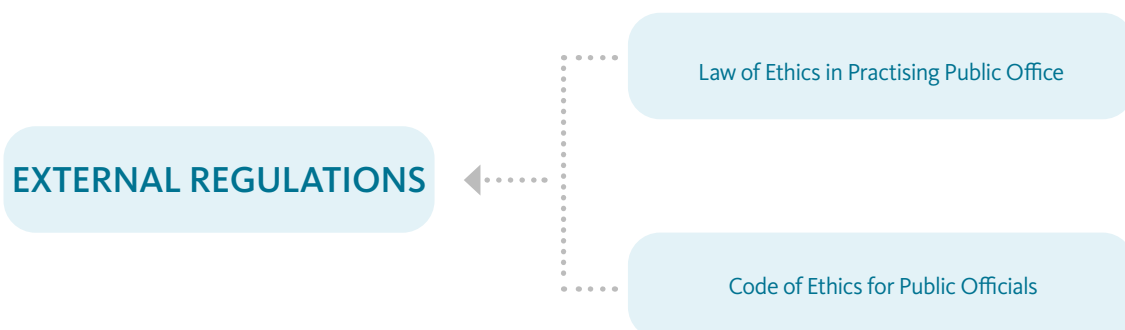 Law of Ethics in Practising Public Office
EXTERNAL REGULATIONS
Code of Ethics for Public Officials